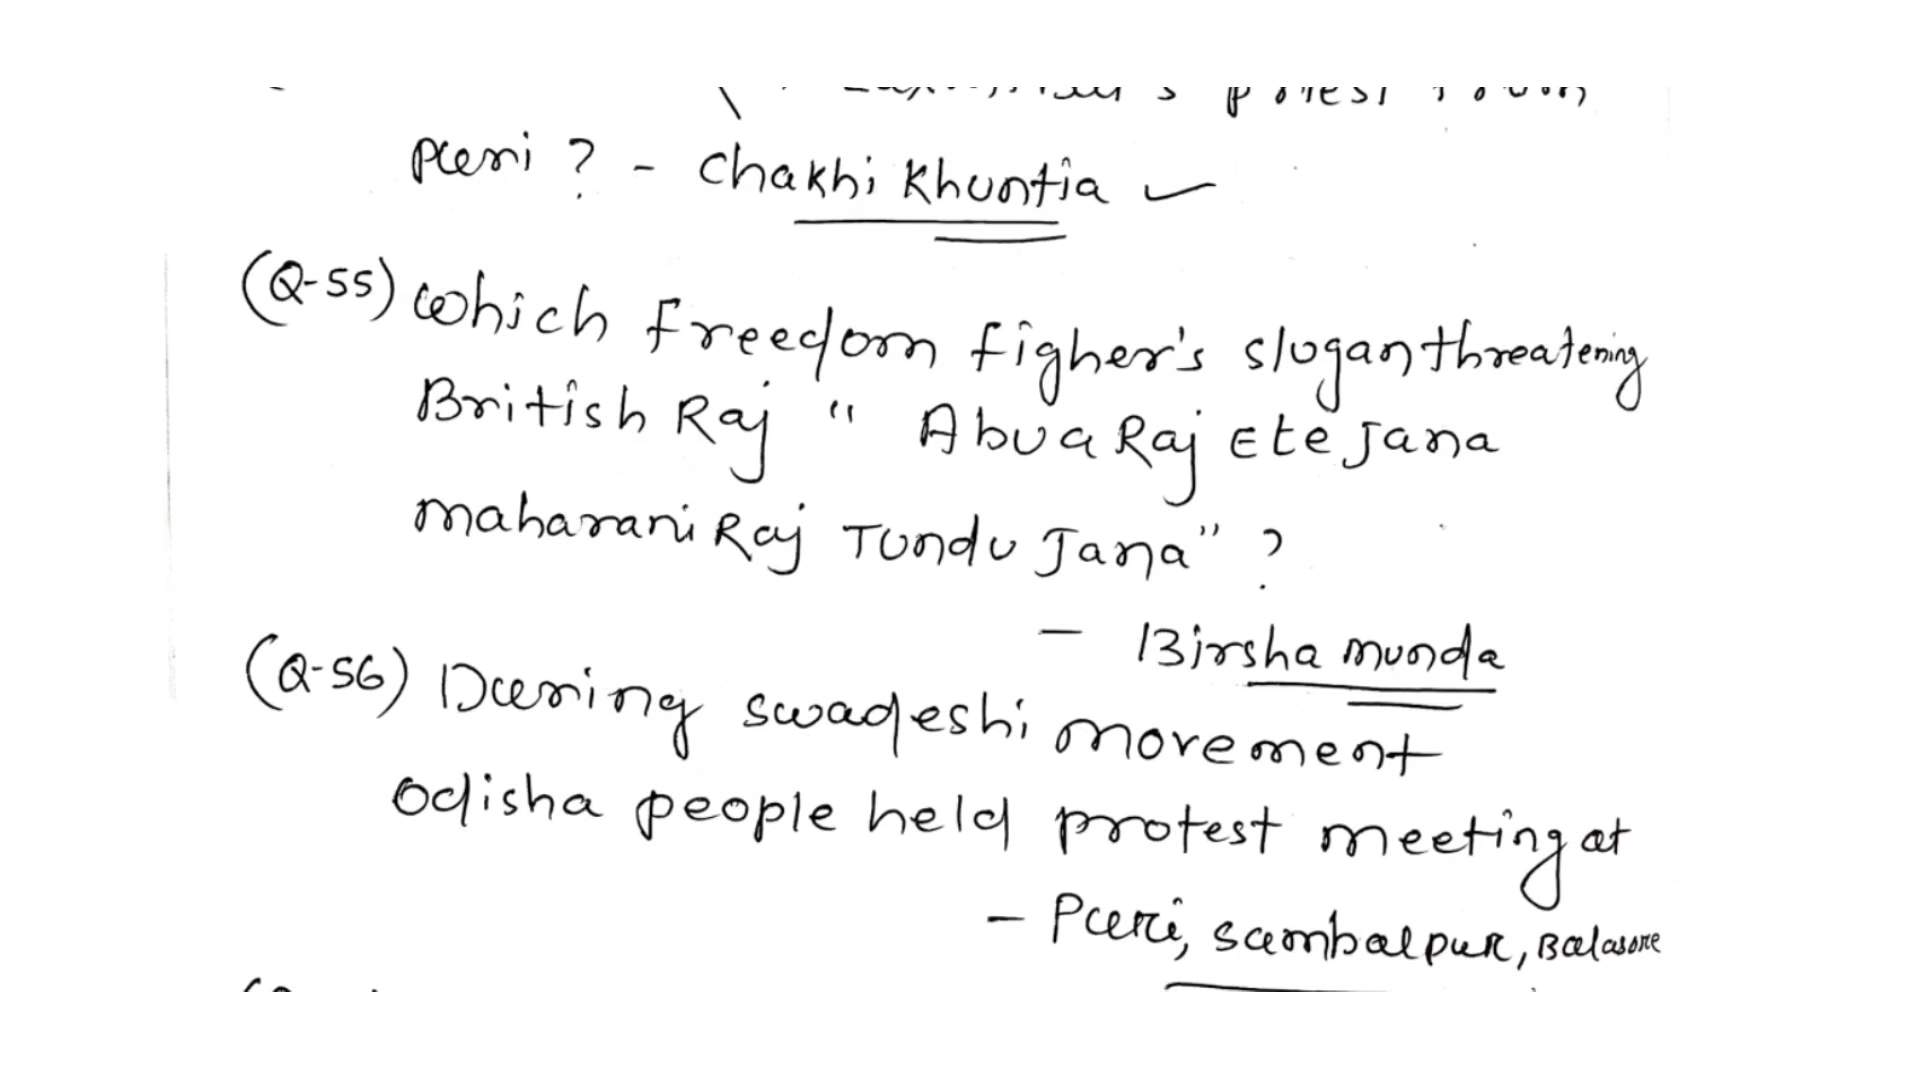 Puri ? - Chakhi Khuntia
(Q-55) Which freedom figher's slogan threatening
British Raj " Abua Raj Ete Jana
maharani Raj Tundu Jana" ?
- Birsha munda
(Q-56) During swadeshi movement
Odisha people held protest meeting at
- Puri, Sambalpur, Balasore